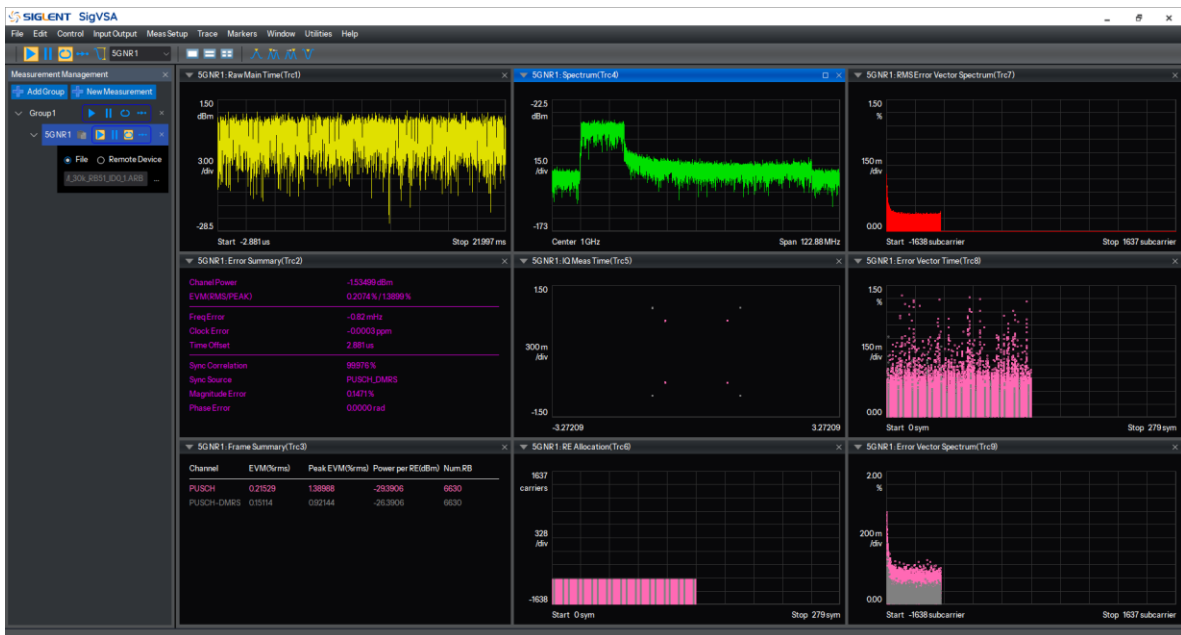 SIGLENT SigVSA
File Edit Control Input/Output Meas Setup Trace Markers Window Utilities Help
5GNR1
Measurement Management
Add Group New Measurement
Group1
5GNR1
File Remote Device
5GNR1: Raw Main Time(Trc1)
1.50
dBm
3.00
/div
-28.5
Start -2.881 us Stop 21.997 ms
5GNR1: Spectrum(Trc4)
-22.5
dBm
15.0
/div
-173
Center 1GHz Span 122.88MHz
5GNR1: RMS Error Vector Spectrum(Trc7)
1.50
%
150 m
/div
0.00
Start -1638 subcarrier Stop 1637 subcarrier
5GNR1: Error Summary(Trc2)
Chanel Power -1.53499 dBm
EVM(RMS/PEAK) 0.2074 % / 1.3899 %
Freq Error -0.92 mHz
Clock Error -0.0003 ppm
Time Offset 2.881 us
Sync Correlation 99.976 %
Sync Source PUSCH_DMRS
Magnitude Error 0.1471 %
Phase Error 0.0000 rad
5GNR1: IQ Meas Time(Trc5)
1.50
300 m
/div
-1.50
-3.27209 3.27209
5GNR1: Error Vector Time(Trc8)
1.50
%
150 m
/div
0.00
Start 0 sym Stop 279 sym
5GNR1: Frame Summary(Trc3)
Channel EVM(%rms) Peak EVM(%rms) Power per RE(dBm) Num.RB
PUSCH 0.21529 1.38988 -29.3906 6630
PUSCH-DMRS 0.15114 0.92144 -26.3906 6630
5GNR1: RE Allocation(Trc6)
1637
carriers
328
/div
-1638
Start 0 sym Stop 279 sym
5GNR1: Error Vector Spectrum(Trc9)
2.00
%
200 m
/div
0.00
Start -1638 subcarrier Stop 1637 subcarrier